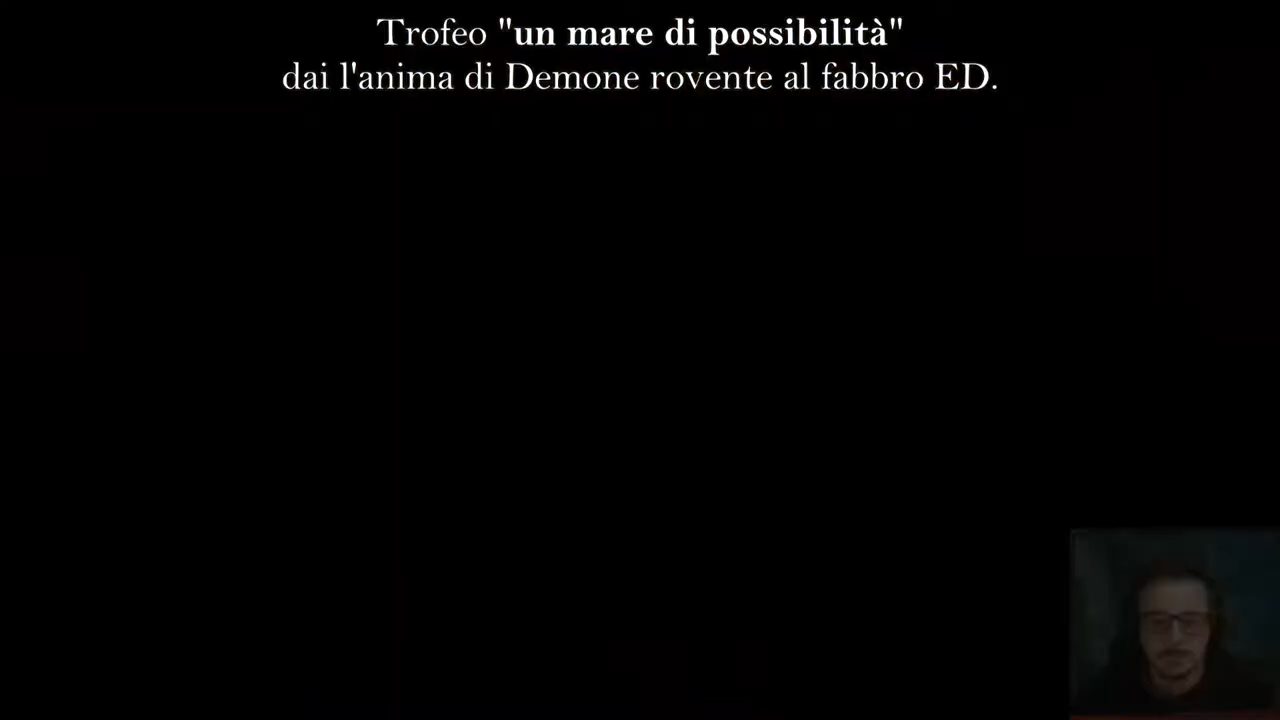 Trofeo "un mare di possibilità"
dai l'anima di Demone rovente al fabbro ED.